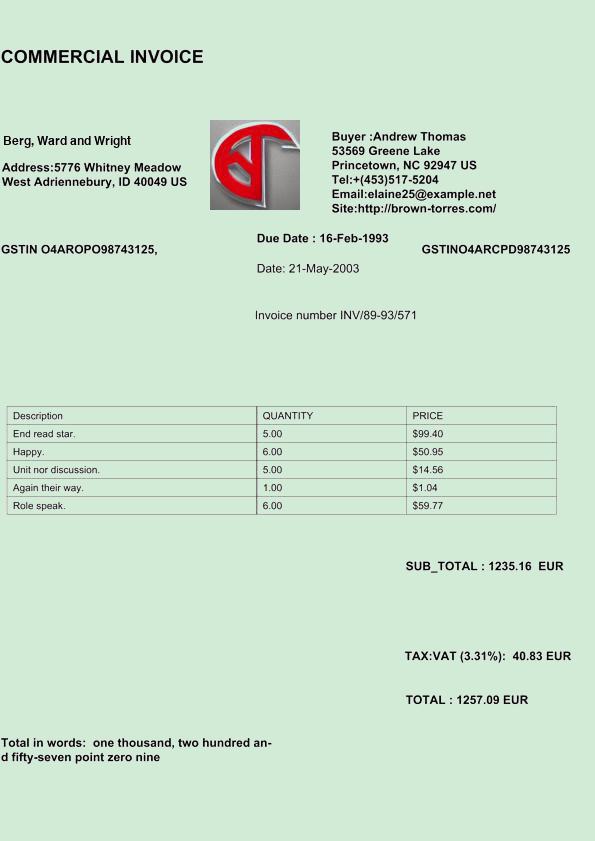 COMMERCIAL INVOICE
Berg, Ward and Wright
Address:5776 Whitney Meadow
West Adriennebury, ID 40049 US
Buyer :Andrew Thomas
53569 Greene Lake
Princetown, NC 92947 US
Tel:+(453)517-5204
Email:elaine25@example.net
Site:http://brown-torres.com/
GSTIN O4AROPO98743125,
Due Date : 16-Feb-1993
GSTINO4ARCPD98743125
Date: 21-May-2003
Invoice number INV/89-93/571
Description QUANTITY PRICE
End read star. 5.00 $99.40
Happy. 6.00 $50.95
Unit nor discussion. 5.00 $14.56
Again their way. 1.00 $1.04
Role speak. 6.00 $59.77
SUB_TOTAL : 1235.16 EUR
TAX:VAT (3.31%): 40.83 EUR
TOTAL : 1257.09 EUR
Total in words: one thousand, two hundred an-
d fifty-seven point zero nine